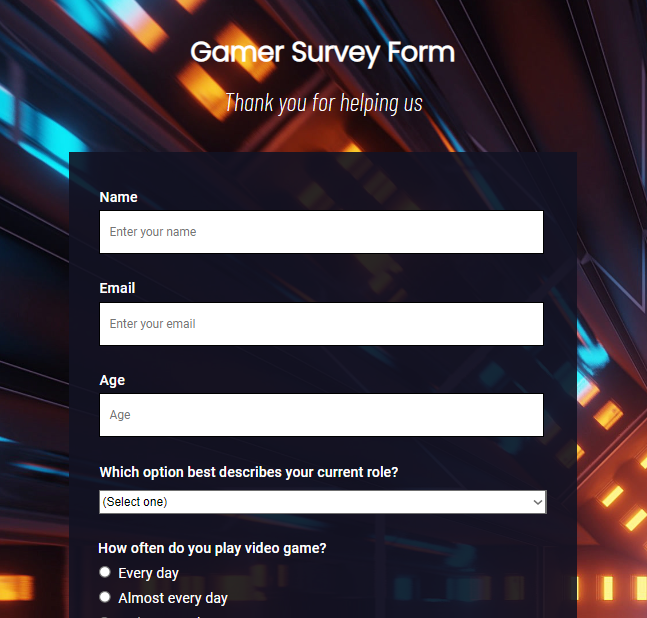 Gamer Survey Form
Thank you for helping us
Name
Enter your name
Email
Enter your email
Age
Age
Which option best describes your current role?
(Select one)
How often do you play video game?
Every day
Almost every day